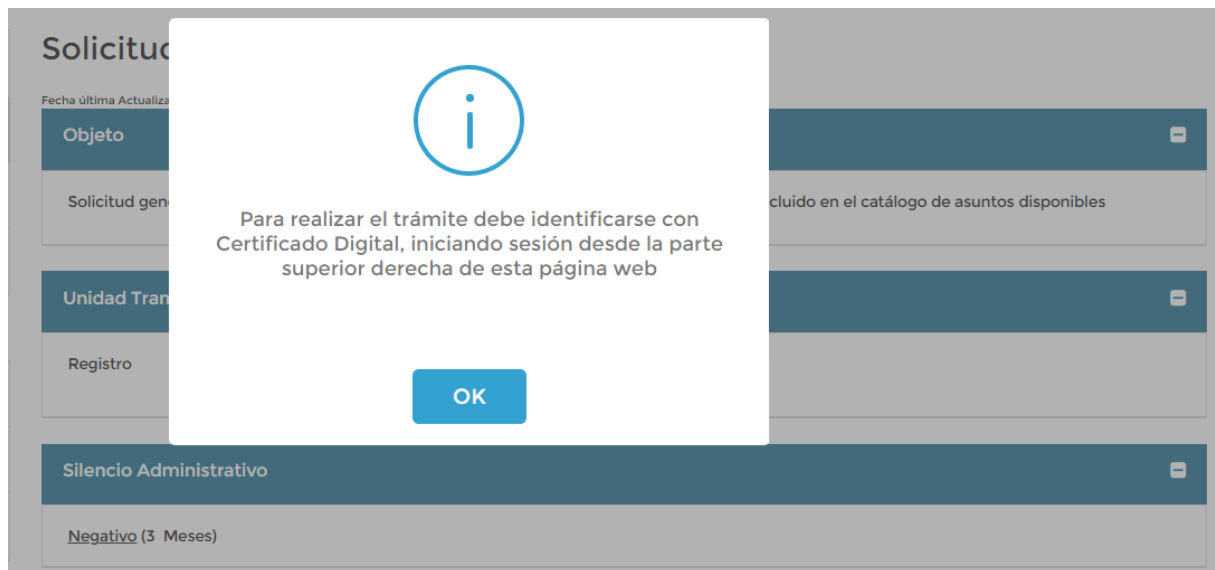 Solicitud
Fecha última Actualiza
Objeto
Solicitud gen
cluido en el catálogo de asuntos disponibles
Para realizar el trámite debe identificarse con
Certificado Digital, iniciando sesión desde la parte
superior derecha de esta página web
Unidad Tran
Registro
OK
Silencio Administrativo
Negativo (3 Meses)